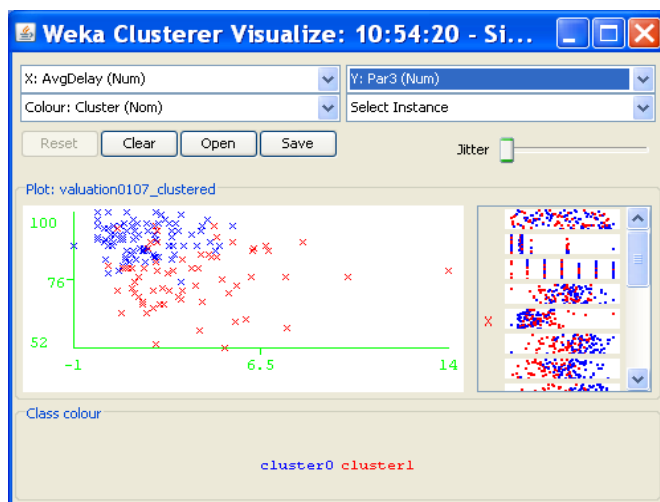 Weka Clusterer Visualize: 10:54:20 - Si...
X: AvgDelay (Num)
Y: Par3 (Num)
Colour: Cluster (Nom)
Select Instance
Reset
Clear
Open
Save
Jitter
Plot: valuation0107_clustered
100
76
52
-1
6.5
14
X
Class colour
cluster0 cluster1